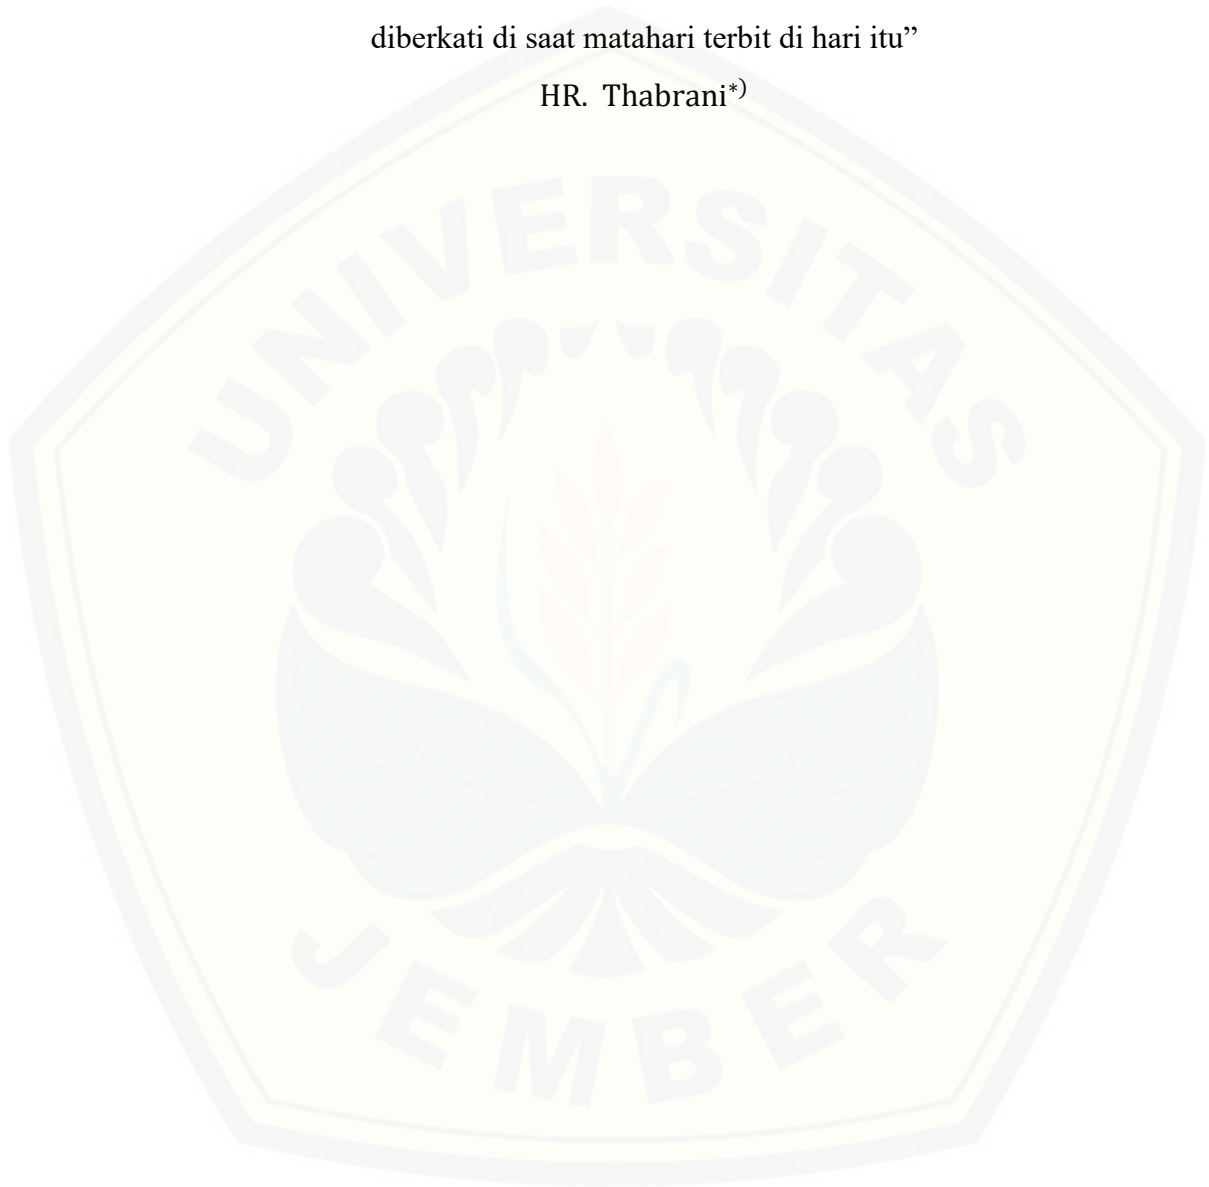 diberkati di saat matahari terbit di hari itu”
HR. Thabrani*)
UNIVERSITAS
JEMBER